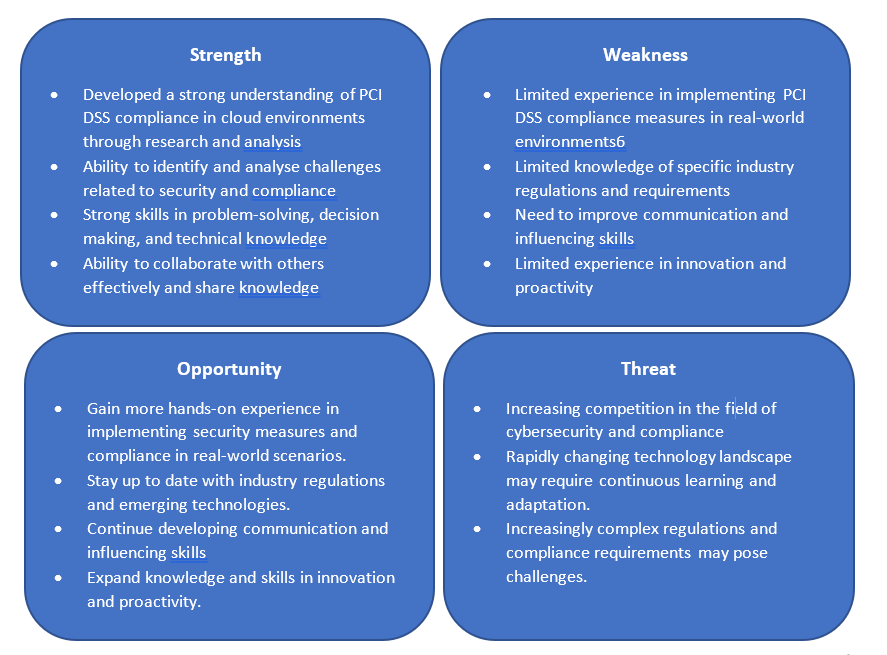 Strength
• Developed a strong understanding of PCI
DSS compliance in cloud environments
through research and analysis
• Ability to identify and analyse challenges
related to security and compliance
• Strong skills in problem-solving, decision
making, and technical knowledge
• Ability to collaborate with others
effectively and share knowledge
Weakness
• Limited experience in implementing PCI
DSS compliance measures in real-world
environments6
• Limited knowledge of specific industry
regulations and requirements
• Need to improve communication and
influencing skills
• Limited experience in innovation and
proactivity
Opportunity
• Gain more hands-on experience in
implementing security measures and
compliance in real-world scenarios.
• Stay up to date with industry regulations
and emerging technologies.
• Continue developing communication and
influencing skills
• Expand knowledge and skills in innovation
and proactivity.
Threat
• Increasing competition in the field of
cybersecurity and compliance
• Rapidly changing technology landscape
may require continuous learning and
adaptation.
• Increasingly complex regulations and
compliance requirements may pose
challenges.